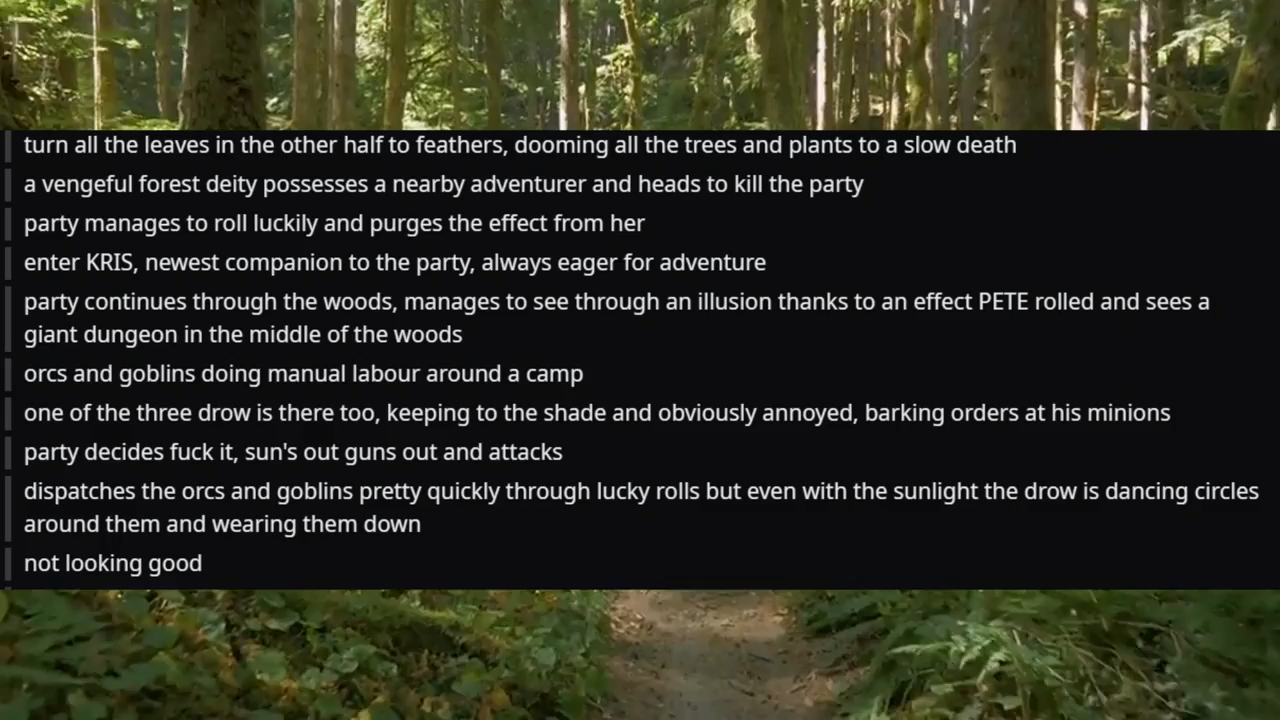 turn all the leaves in the other half to feathers, dooming all the trees and plants to a slow death
a vengeful forest deity possesses a nearby adventurer and heads to kill the party
party manages to roll luckily and purges the effect from her
enter KRIS, newest companion to the party, always eager for adventure
party continues through the woods, manages to see through an illusion thanks to an effect PETE rolled and sees a
giant dungeon in the middle of the woods
orcs and goblins doing manual labour around a camp
one of the three drow is there too, keeping to the shade and obviously annoyed, barking orders at his minions
party decides fuck it, sun's out guns out and attacks
dispatches the orcs and goblins pretty quickly through lucky rolls but even with the sunlight the drow is dancing circles
around them and wearing them down
not looking good